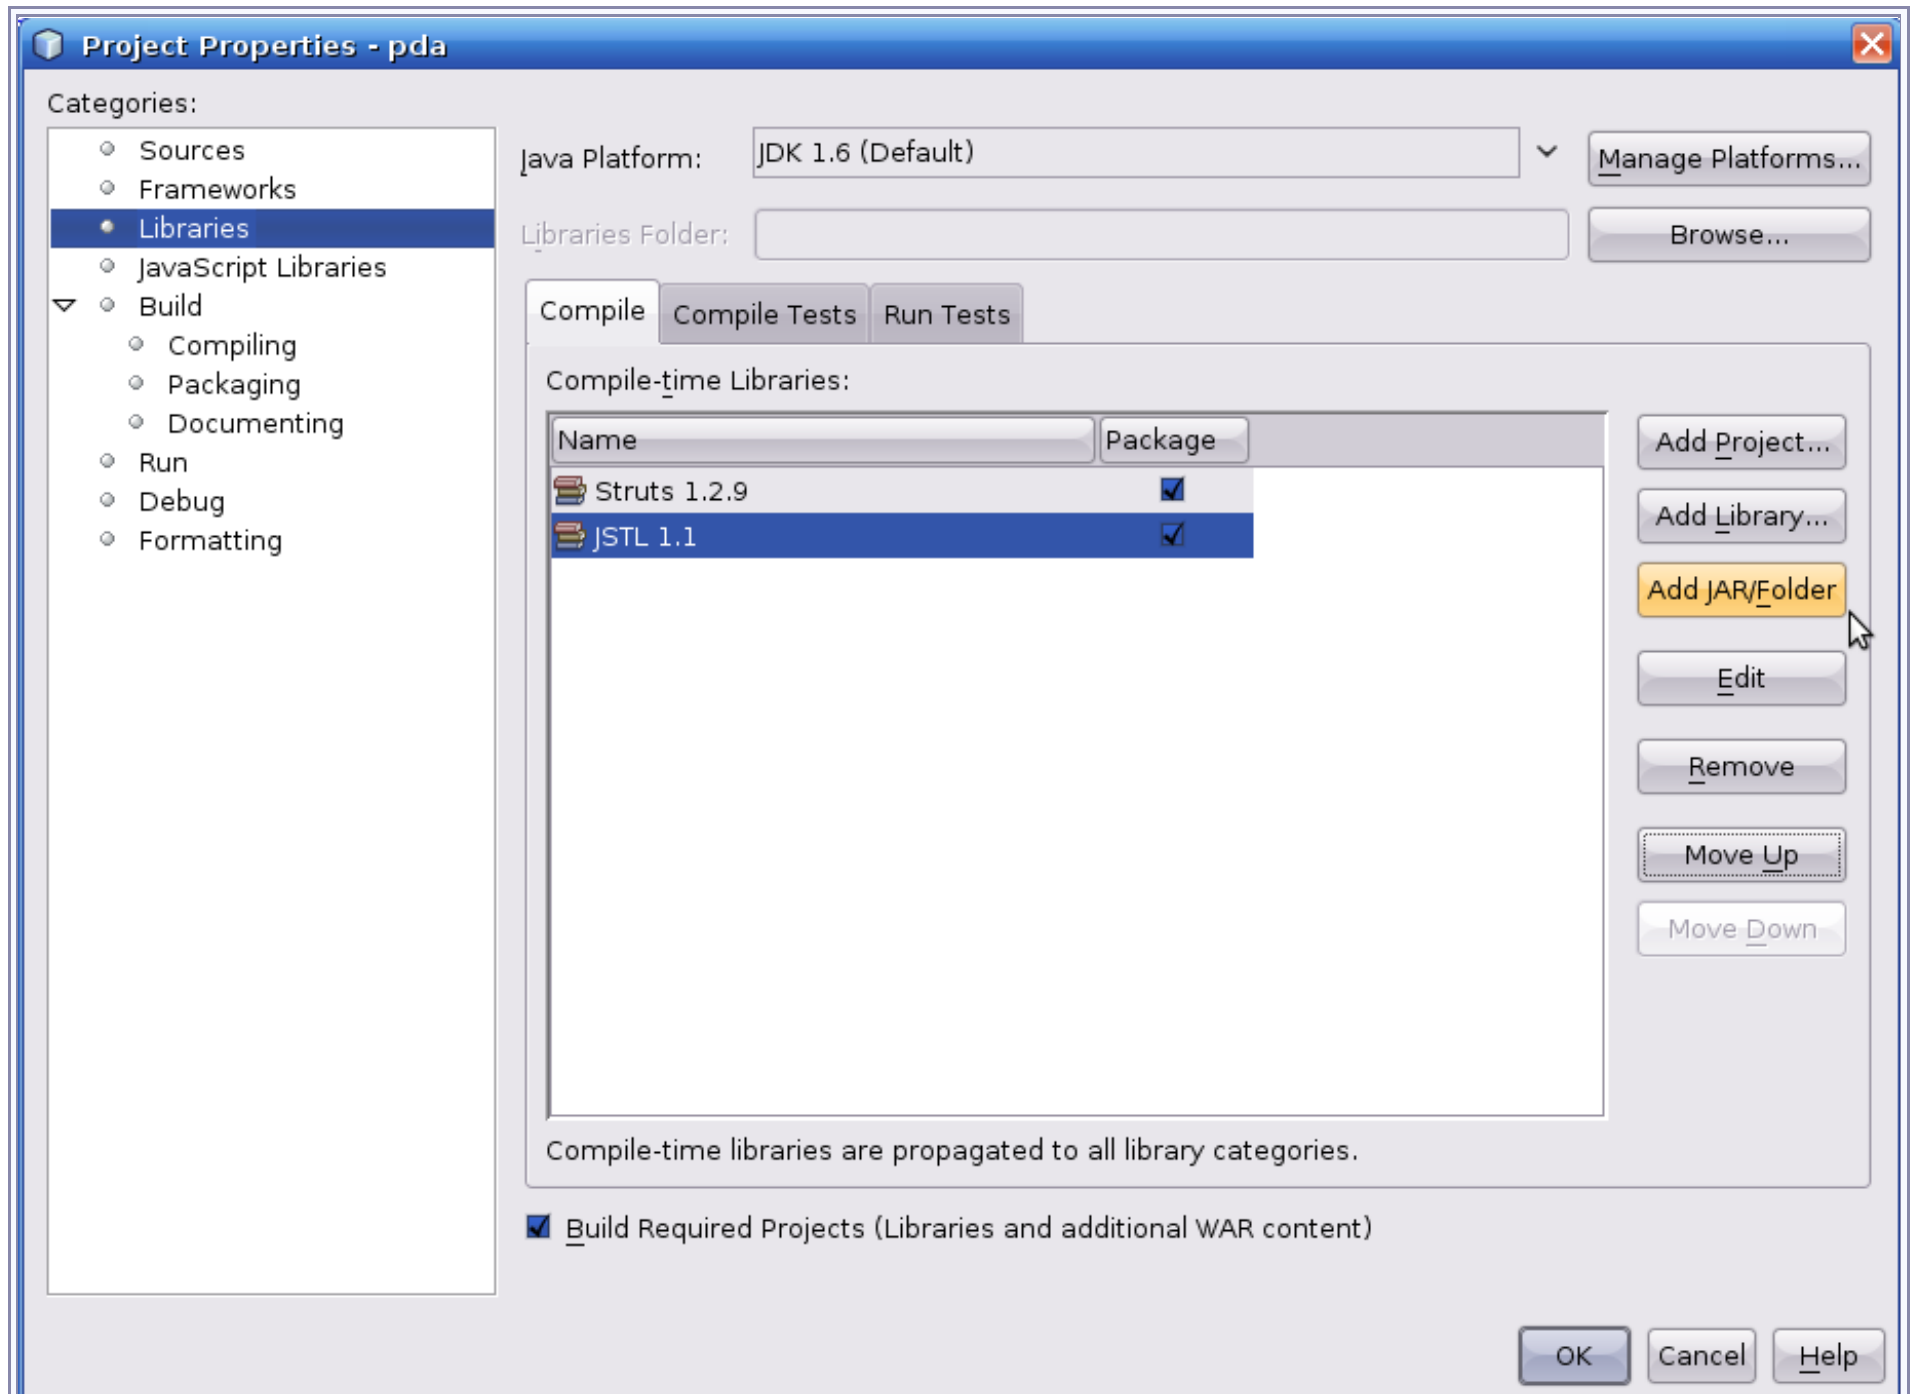 Project Properties - pda
Categories:
Sources
Frameworks
Libraries
JavaScript Libraries
Build
Compiling
Packaging
Documenting
Run
Debug
Formatting
Java Platform: JDK 1.6 (Default) Manage Platforms...
Libraries Folder: Browse...
Compile Compile Tests Run Tests
Compile-time Libraries:
Name Package
Struts 1.2.9
JSTL 1.1
Add Project...
Add Library...
Add JAR/Folder
Edit
Remove
Move Up
Move Down
Compile-time libraries are propagated to all library categories.
Build Required Projects (Libraries and additional WAR content)
OK Cancel Help